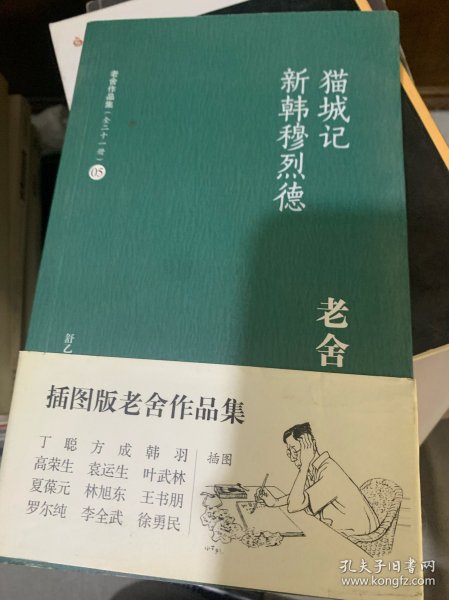 猫城记
新韩穆烈德
老舍
老舍作品集（全二十一册）05
舒乙
插图版老舍作品集
丁聪 方成 韩羽
高荣生 袁运生 叶武林
夏葆元 林旭东 王书朋
罗尔纯 李全武 徐勇民
插图
孔夫子旧书网
www.kongfz.com